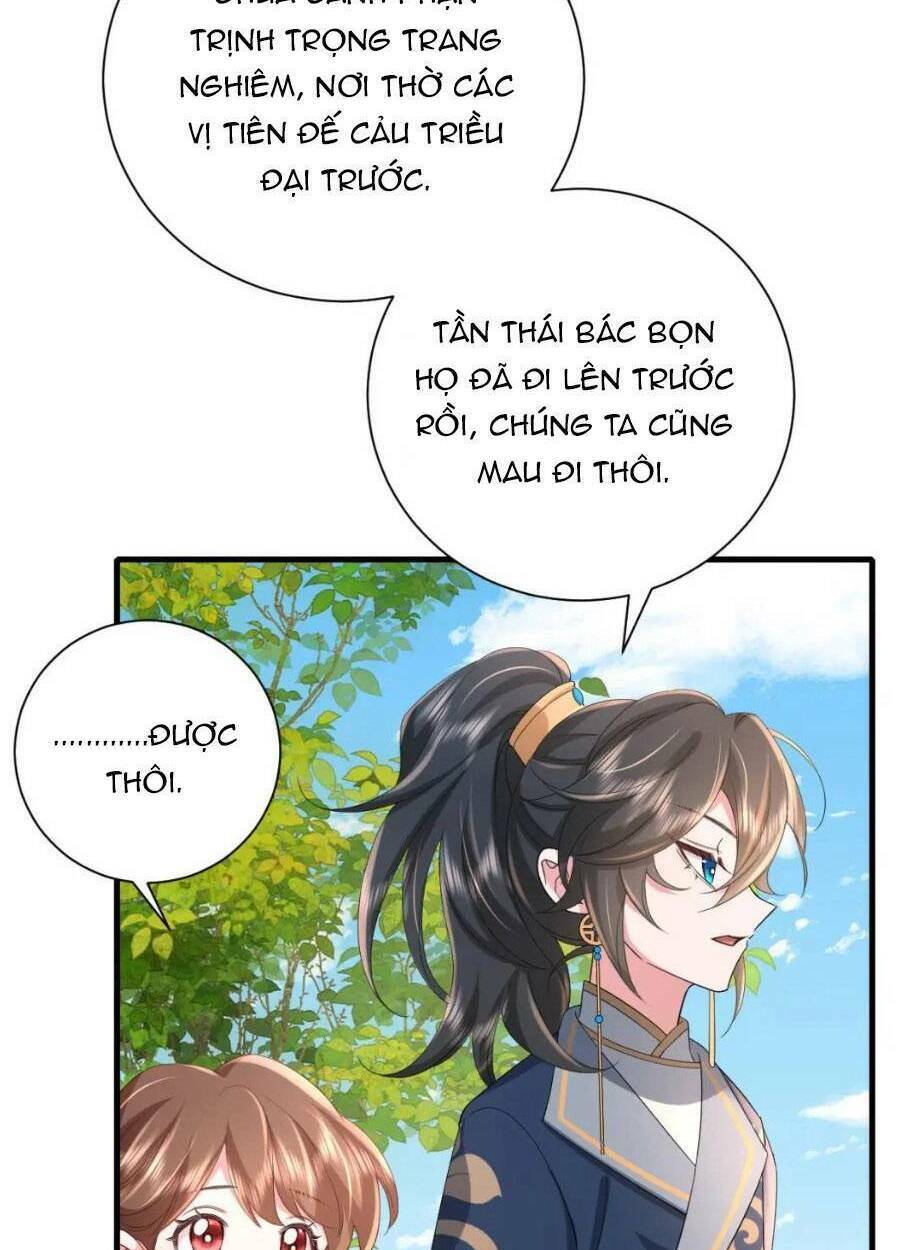 TRỊNH TRỌNG TRANG
NGHIÊM, NƠI THỜ CÁC
VỊ TIÊN ĐẾ CẢU TRIỀU
ĐẠI TRƯỚC.
TẦN THÁI BÁC BỌN
HỌ ĐÃ ĐI LÊN TRƯỚC
RỒI, CHÚNG TA CŨNG
MAU ĐI THÔI.
............ĐƯỢC
THÔI.